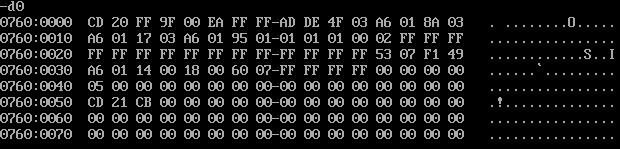 -d0
0760:0000 CD 20 FF 9F 00 EA FF FF-AD DE 4F 03 A6 01 8A 03 . ........O.....
0760:0010 A6 01 17 03 A6 01 95 01-01 01 01 00 02 FF FF FF ................
0760:0020 FF FF FF FF FF FF FF FF-FF FF FF FF 53 07 F1 49 ............S..I
0760:0030 A6 01 14 00 18 00 60 07-FF FF FF FF 00 00 00 00 ......`.........
0760:0040 05 00 00 00 00 00 00 00-00 00 00 00 00 00 00 00 ................
0760:0050 CD 21 CB 00 00 00 00 00-00 00 00 00 00 00 00 00 .!..............
0760:0060 00 00 00 00 00 00 00 00-00 00 00 00 00 00 00 00 ................
0760:0070 00 00 00 00 00 00 00 00-00 00 00 00 00 00 00 00 ................